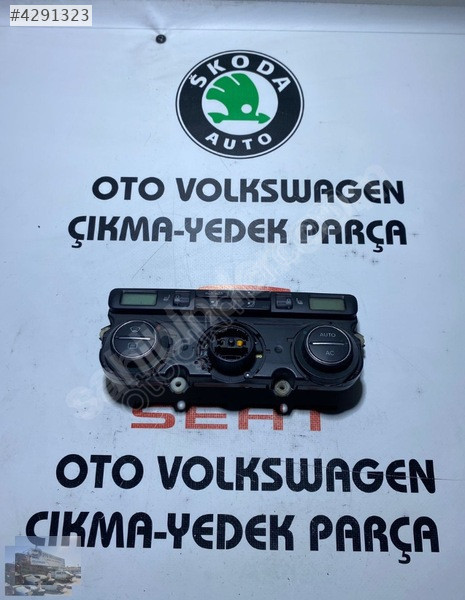 #4291323
ŠKODA
AUTO
OTO VOLKSWAGEN
ÇIKMA-YEDEK PARÇA
AUTO
AC
SEAT
OTO VOLKSWAGEN
ÇIKMA-YEDEK PARÇA